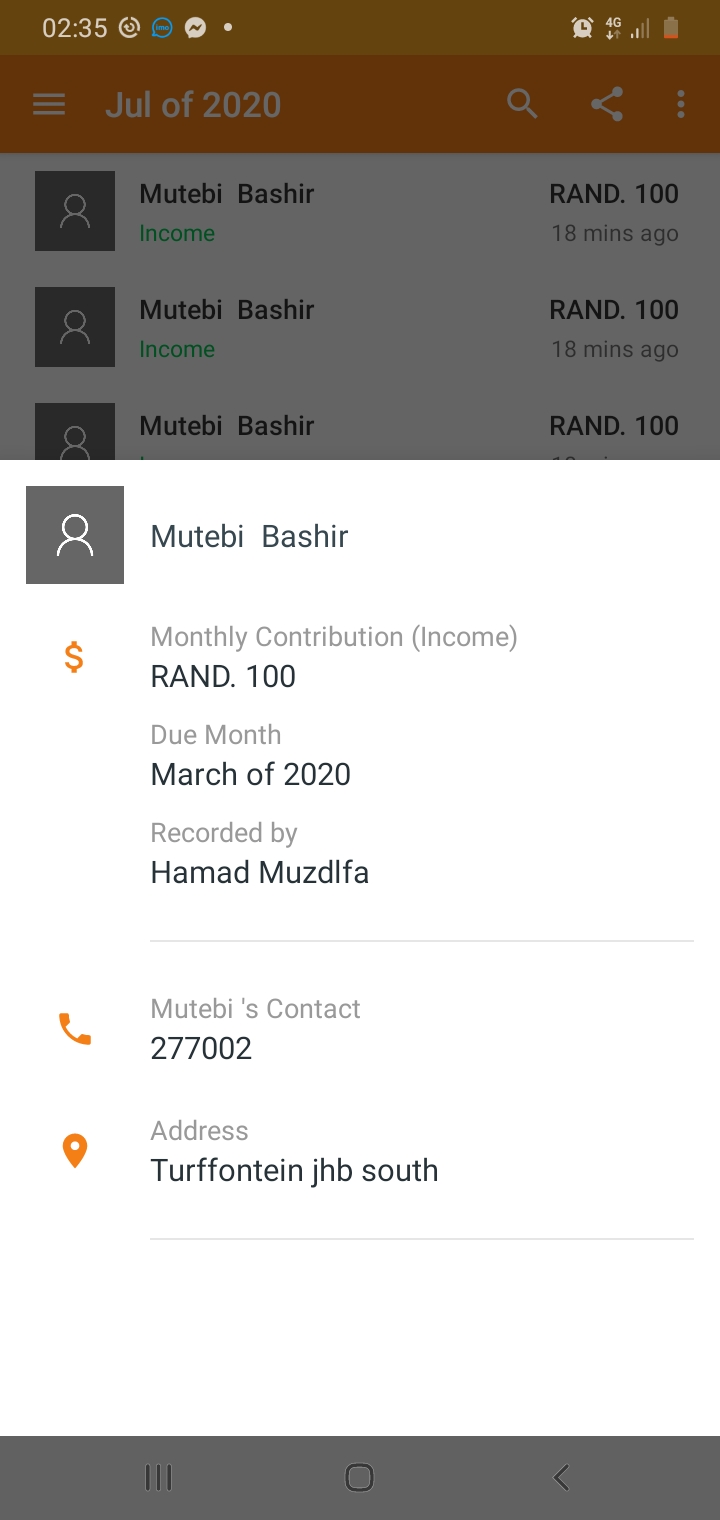 02:35
4G
Jul of 2020
Mutebi  Bashir
RAND. 100
Income
18 mins ago
Mutebi  Bashir
RAND. 100
Income
18 mins ago
Mutebi  Bashir
RAND. 100
Mutebi  Bashir
Monthly Contribution (Income)
RAND. 100
Due Month
March of 2020
Recorded by
Hamad Muzdlfa
Mutebi 's Contact
277002
Address
Turffontein jhb south